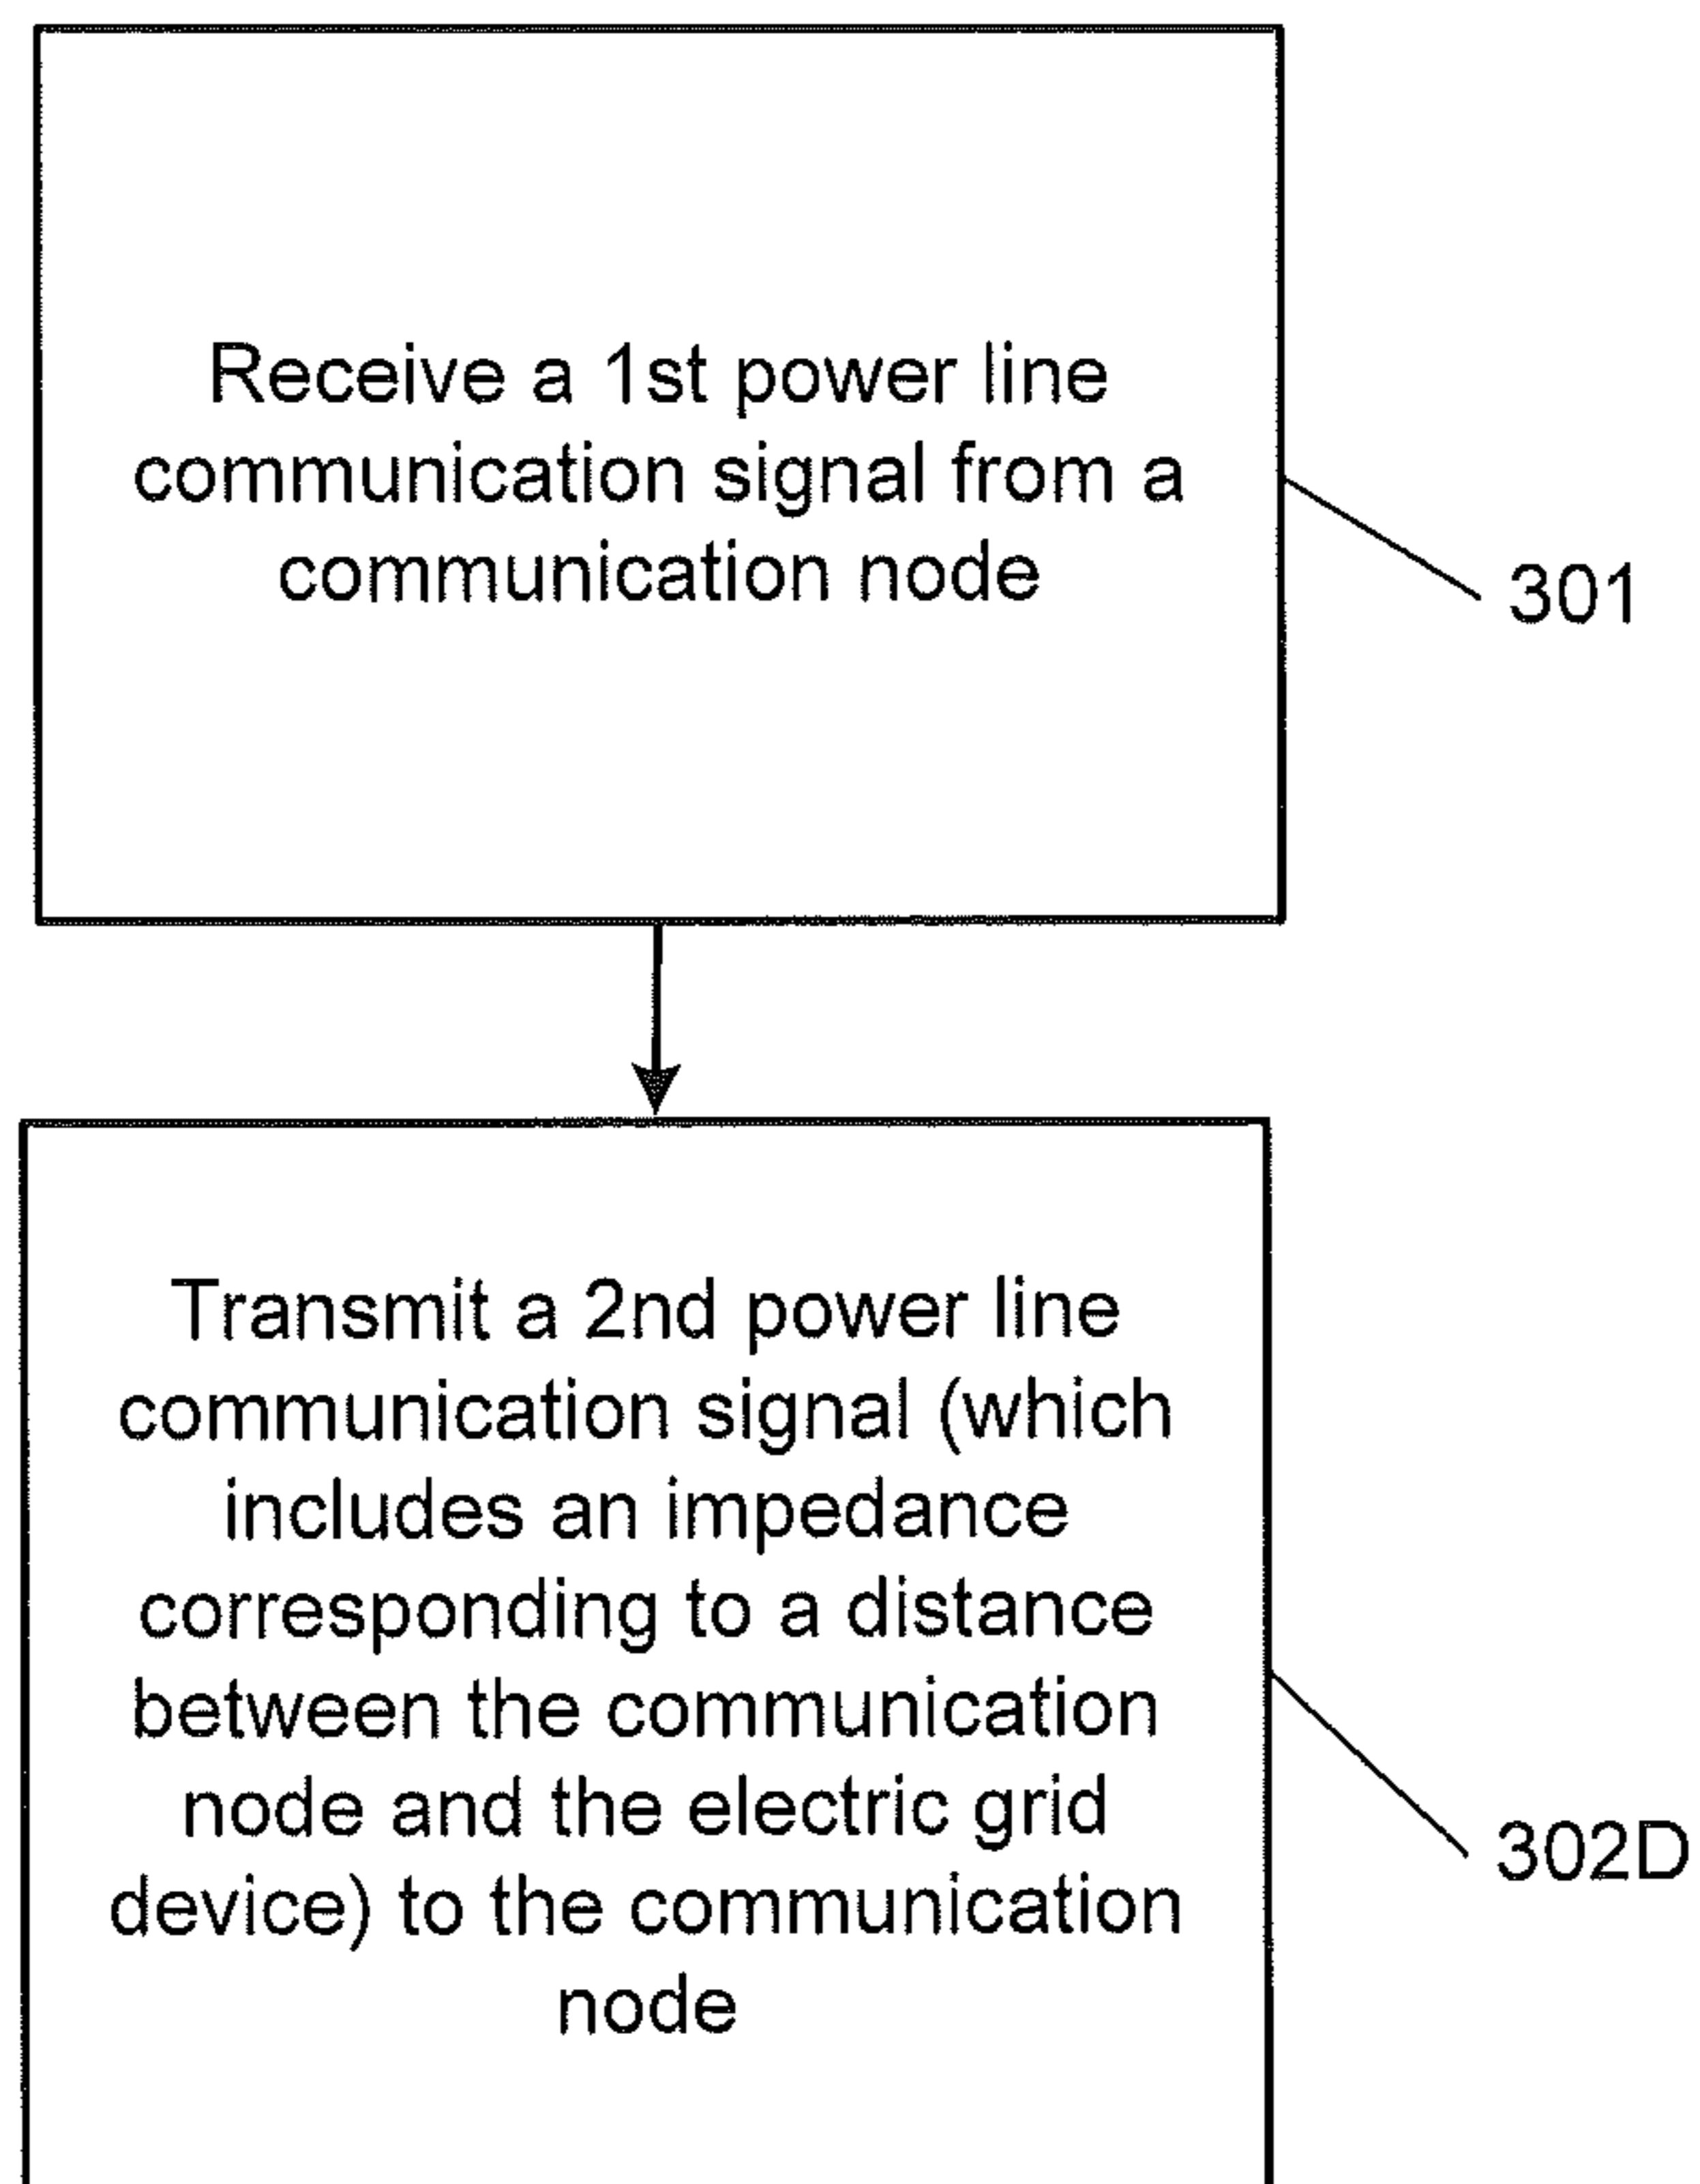 Receive a 1st power line
communication signal from a
communication node
301
Transmit a 2nd power line
communication signal (which
includes an impedance
corresponding to a distance
between the communication
node and the electric grid
device) to the communication
node
302D